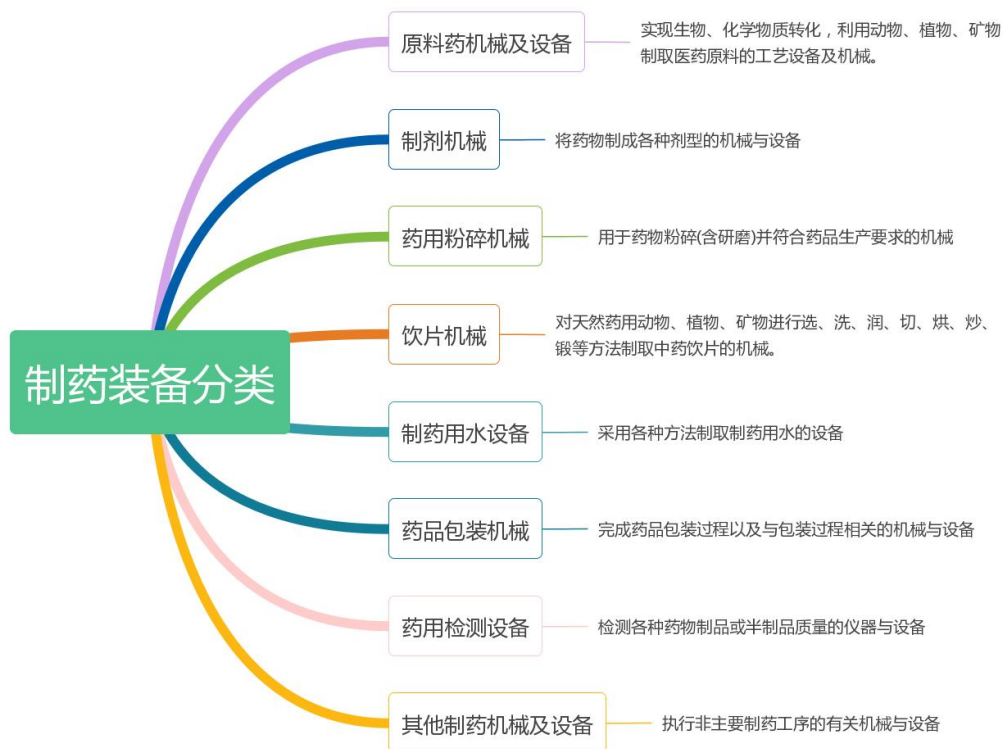 制药装备分类
原料药机械及设备
实现生物、化学物质转化，利用动物、植物、矿物
制取医药原料的工艺设备及机械。
制剂机械
将药物制成各种剂型的机械与设备
药用粉碎机械
用于药物粉碎(含研磨)并符合药品生产要求的机械
饮片机械
对天然药用动物、植物、矿物进行选、洗、润、切、烘、炒、
锻等方法制取中药饮片的机械。
制药用水设备
采用各种方法制取制药用水的设备
药品包装机械
完成药品包装过程以及与包装过程相关的机械与设备
药用检测设备
检测各种药物制品或半制品质量的仪器与设备
其他制药机械及设备
执行非主要制药工序的有关机械与设备